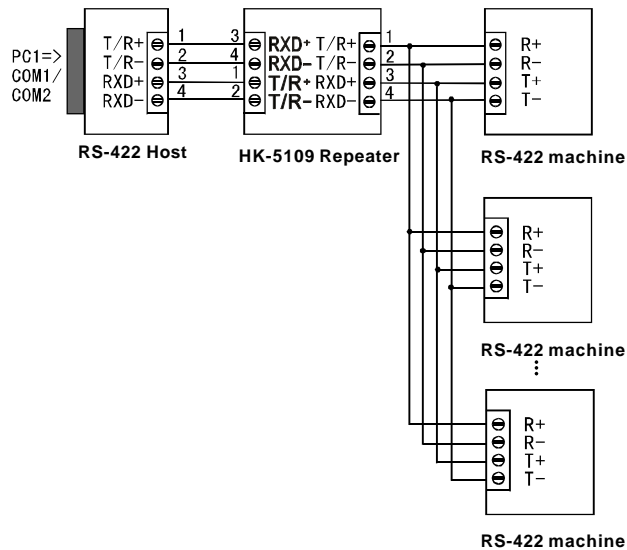 PC1=>
COM1/
COM2
T/R+ 1 3 RXD+ T/R+ 1 R+
T/R- 2 4 RXD- T/R- 2 R-
RXD+ 3 1 T/R+ RXD+ 3 T+
RXD- 4 2 T/R- RXD- 4 T-
RS-422 Host
HK-5109 Repeater
RS-422 machine
R+
R-
T+
T-
RS-422 machine
R+
R-
T+
T-
RS-422 machine